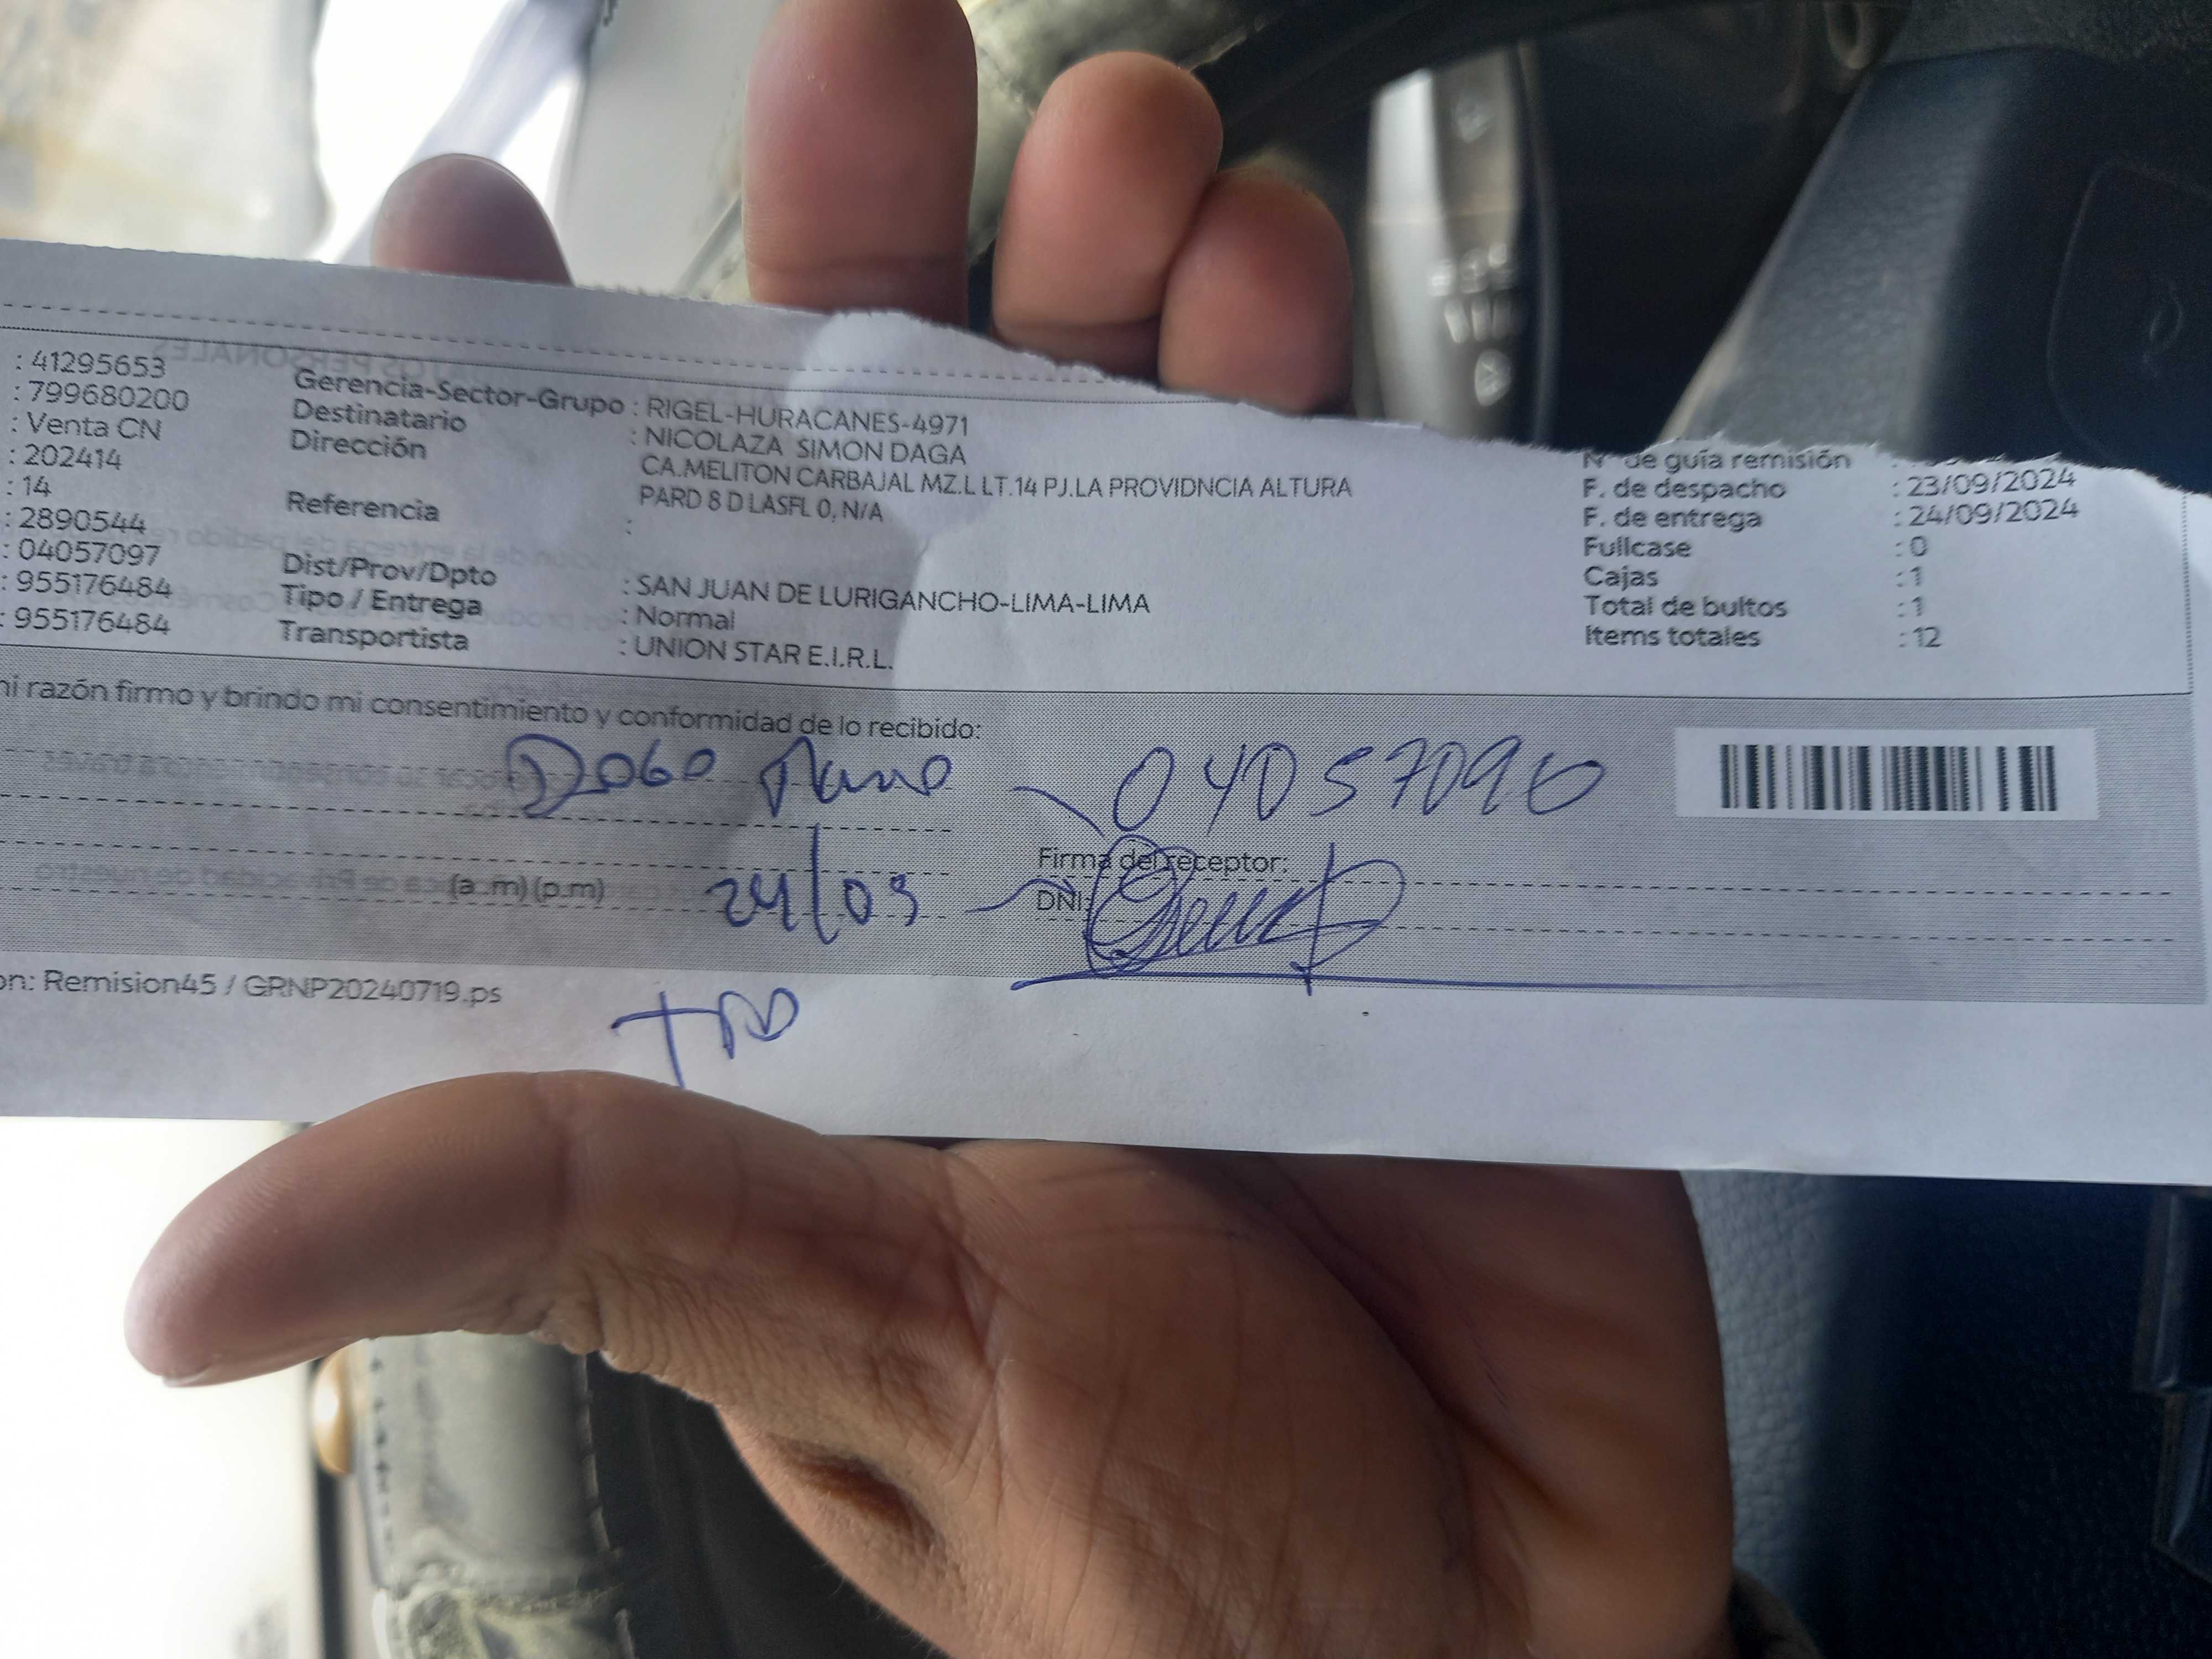 : 41295653
: 799680200
: Venta CN
: 202414
: 14
: 2890544
: 04057097
: 955176484
: 955176484
Gerencia-Sector-Grupo : RIGEL-HURACANES-4971
Destinatario : NICOLAZA SIMON DAGA
Dirección CA.MELITON CARBAJAL MZ.L LT.14 PJ.LA PROVIDNCIA ALTURA
PARD 8 D LASFL 0, N/A
Referencia :
Dist/Prov/Dpto : SAN JUAN DE LURIGANCHO-LIMA-LIMA
Tipo / Entrega : Normal
Transportista : UNION STAR E.I.R.L.
N° de guía remisión :
F. de despacho : 23/09/2024
F. de entrega : 24/09/2024
Fullcase : 0
Cajas : 1
Total de bultos : 1
Items totales : 12
mi razón firmo y brindo mi consentimiento y conformidad de lo recibido:
04057090
Firma del receptor:
(a .m) (p.m) 24/09 DNI:
on: Remision45 / GRNP20240719.ps